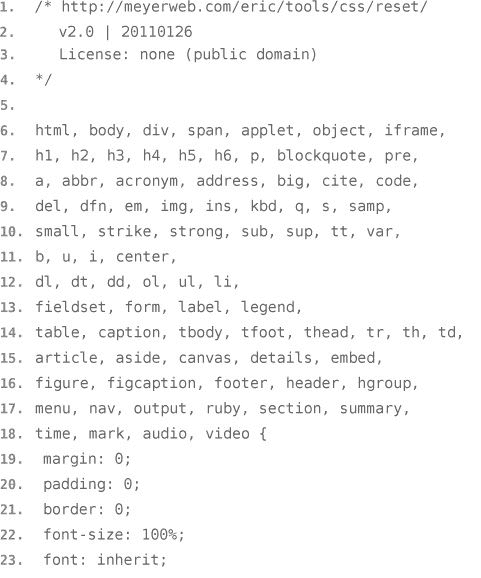 1. /* http://meyerweb.com/eric/tools/css/reset/
2.    v2.0 | 20110126
3.    License: none (public domain)
4. */
5.
6. html, body, div, span, applet, object, iframe,
7. h1, h2, h3, h4, h5, h6, p, blockquote, pre,
8. a, abbr, acronym, address, big, cite, code,
9. del, dfn, em, img, ins, kbd, q, s, samp,
10. small, strike, strong, sub, sup, tt, var,
11. b, u, i, center,
12. dl, dt, dd, ol, ul, li,
13. fieldset, form, label, legend,
14. table, caption, tbody, tfoot, thead, tr, th, td,
15. article, aside, canvas, details, embed,
16. figure, figcaption, footer, header, hgroup,
17. menu, nav, output, ruby, section, summary,
18. time, mark, audio, video {
19.  margin: 0;
20.  padding: 0;
21.  border: 0;
22.  font-size: 100%;
23.  font: inherit;